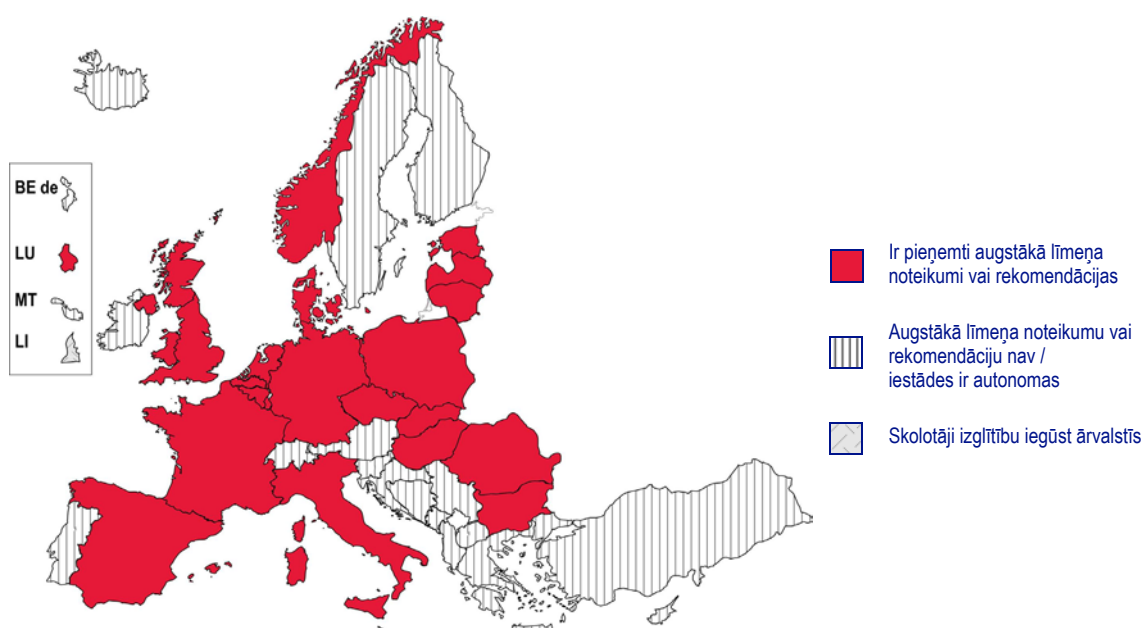 BE de
LU
MT
LI
Ir pieņemti augstākā līmeņa
noteikumi vai rekomendācijas
Augstākā līmeņa noteikumu vai
rekomendāciju nav /
iestādes ir autonomas
Skolotāji izglītību iegūst ārvalstīs